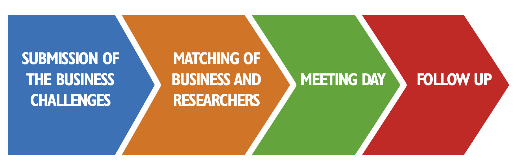 SUBMISSION OF
THE BUSINESS
CHALLENGES
MATCHING OF
BUSINESS AND
RESEARCHERS
MEETING DAY
FOLLOW UP